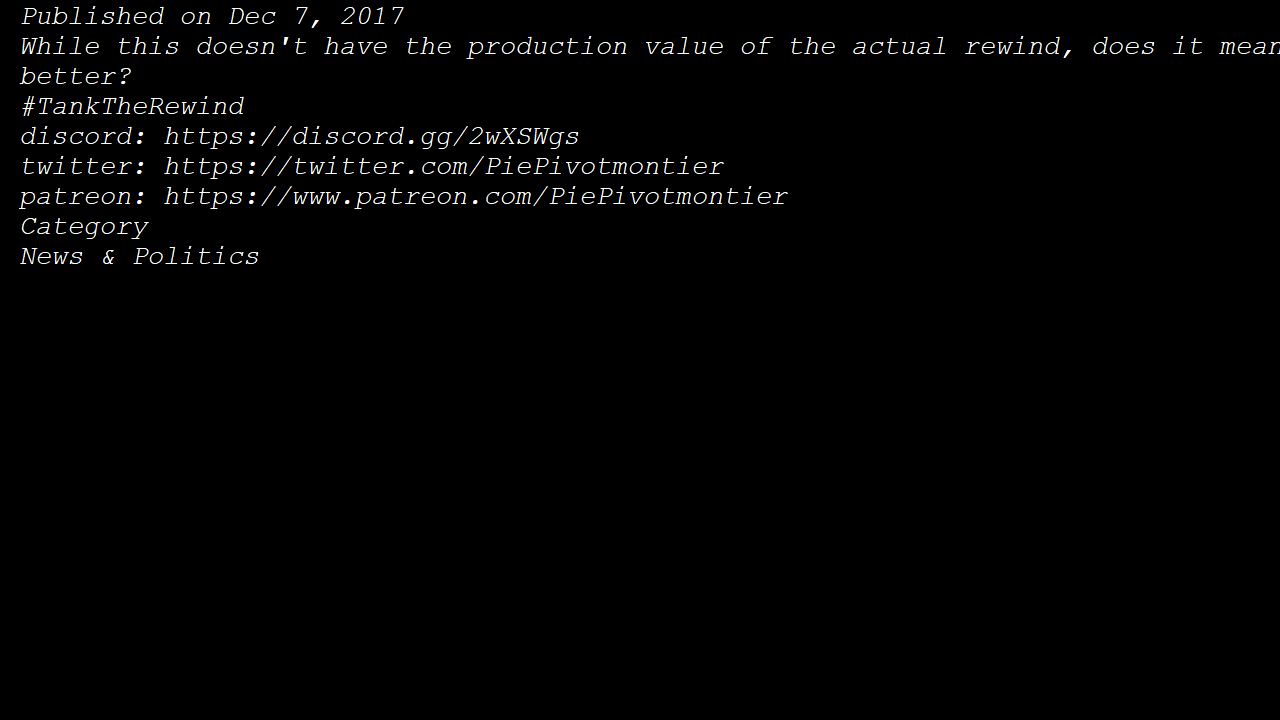 Published on Dec 7, 2017
While this doesn't have the production value of the actual rewind, does it mean
better?
#TankTheRewind
discord: https://discord.gg/2wXSWgs
twitter: https://twitter.com/PiePivotmontier
patreon: https://www.patreon.com/PiePivotmontier
Category
News & Politics